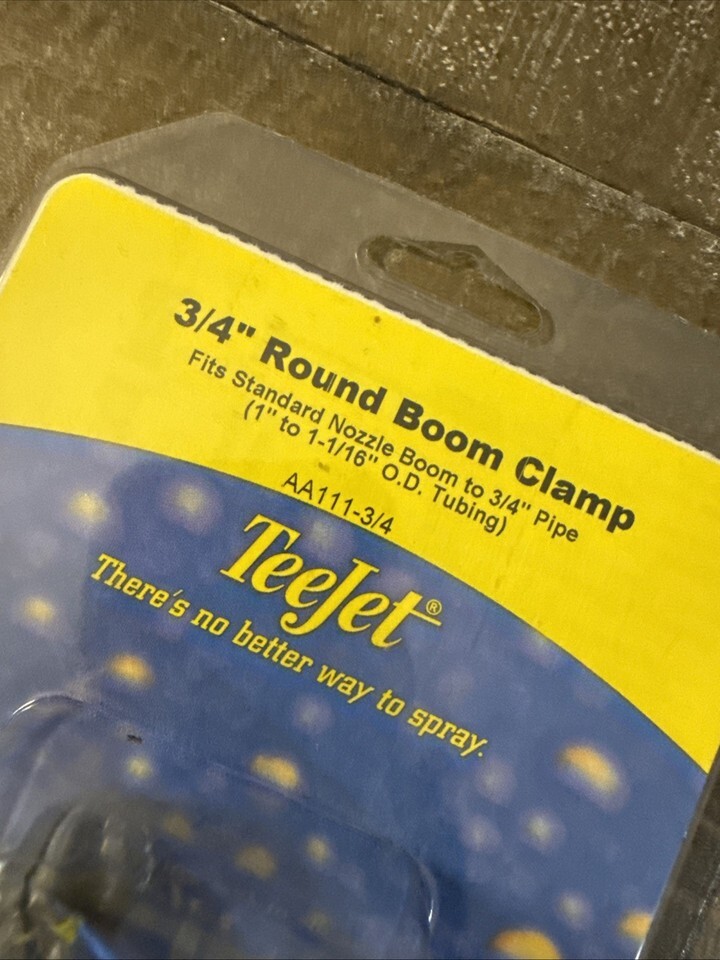 3/4" Round Boom Clamp
Fits Standard Nozzle Boom to 3/4" Pipe
(1" to 1-1/16" O.D. Tubing)
AA111-3/4
TeeJet®
There's no better way to spray.